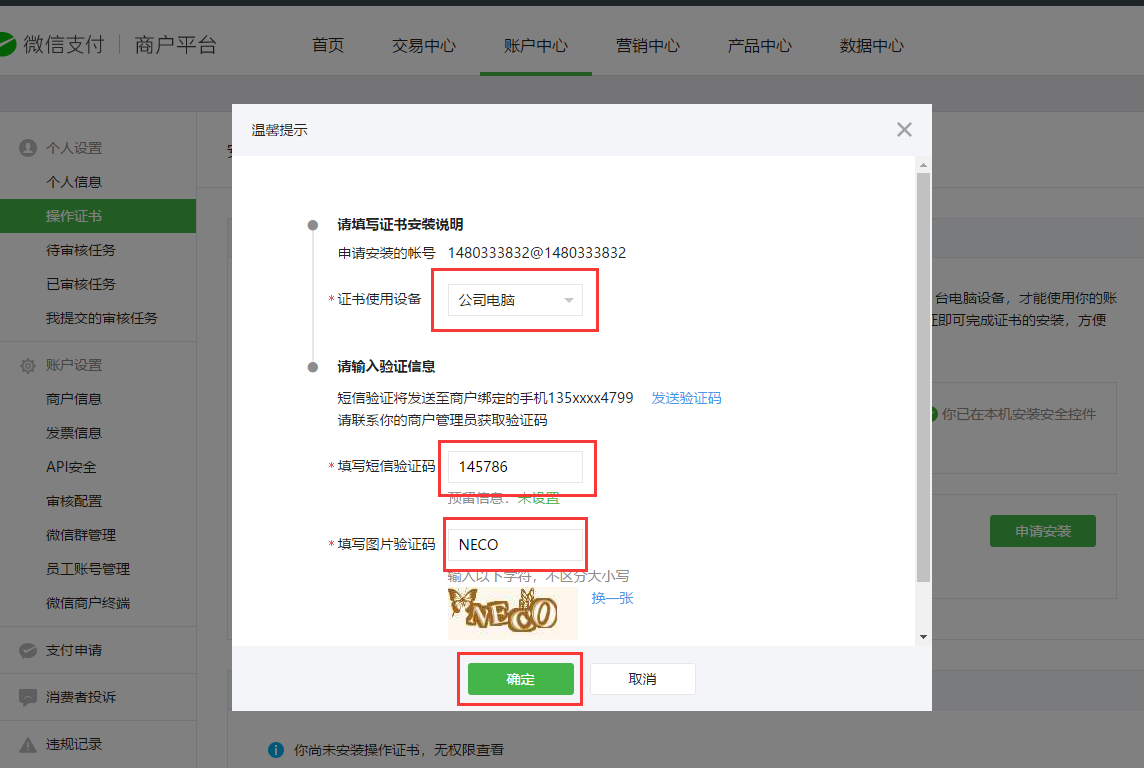 微信支付 商户平台 首页 交易中心 账户中心 营销中心 产品中心 数据中心
个人设置
个人信息
操作证书
待审核任务
已审核任务
我提交的审核任务
账户设置
商户信息
发票信息
API安全
审核配置
微信群管理
员工账号管理
微信商户终端
支付申请
消费者投诉
违规记录
温馨提示
请填写证书安装说明
申请安装的帐号 1480333832@1480333832
*证书使用设备 公司电脑
请输入验证信息
短信验证将发送至商户绑定的手机135xxxx4799 发送验证码
请联系你的商户管理员获取验证码
*填写短信验证码 145786
预留信息：未设置
*填写图片验证码 NECO
输入以下字符，不区分大小写
NECO 换一张
确定 取消
台电脑设备，才能使用你的账
证即可完成证书的安装，方便
你已在本机安装安全控件
申请安装
你尚未安装操作证书，无权限查看